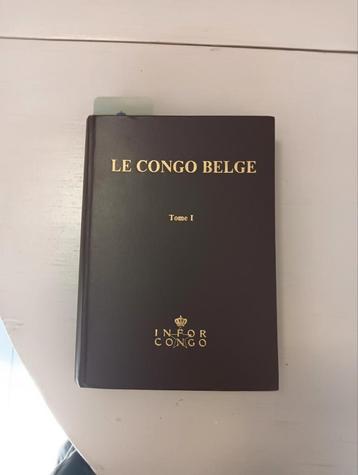 LE CONGO BELGE
Tome I
INFOR
CONGO